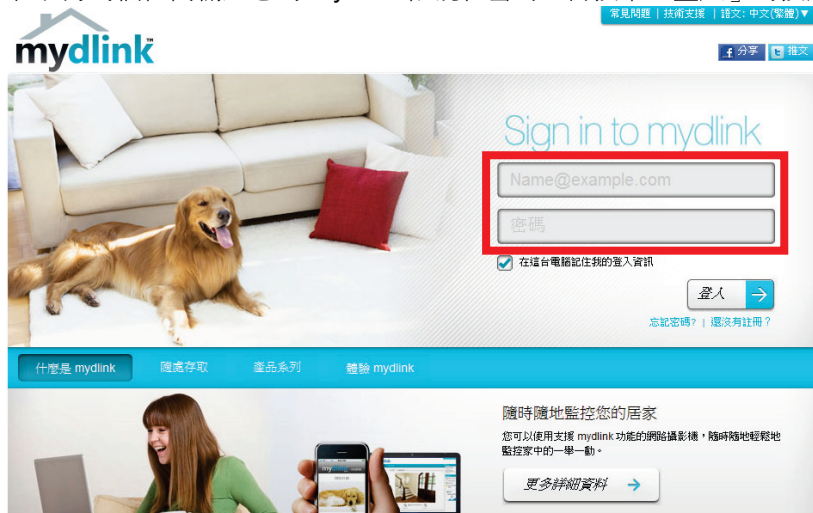 常見問題 | 技術支援 | 語文: 中文(繁體)▼
mydlink™
分享 推文
Sign in to mydlink
Name@example.com
密碼
在這台電腦記住我的登入資訊
登入
忘記密碼? | 還沒有註冊？
什麼是 mydlink 隨處存取 產品系列 體驗 mydlink
隨時隨地監控您的居家
您可以使用支援 mydlink 功能的網路攝影機，隨時隨地輕鬆地
監控家中的一舉一動。
更多詳細資料